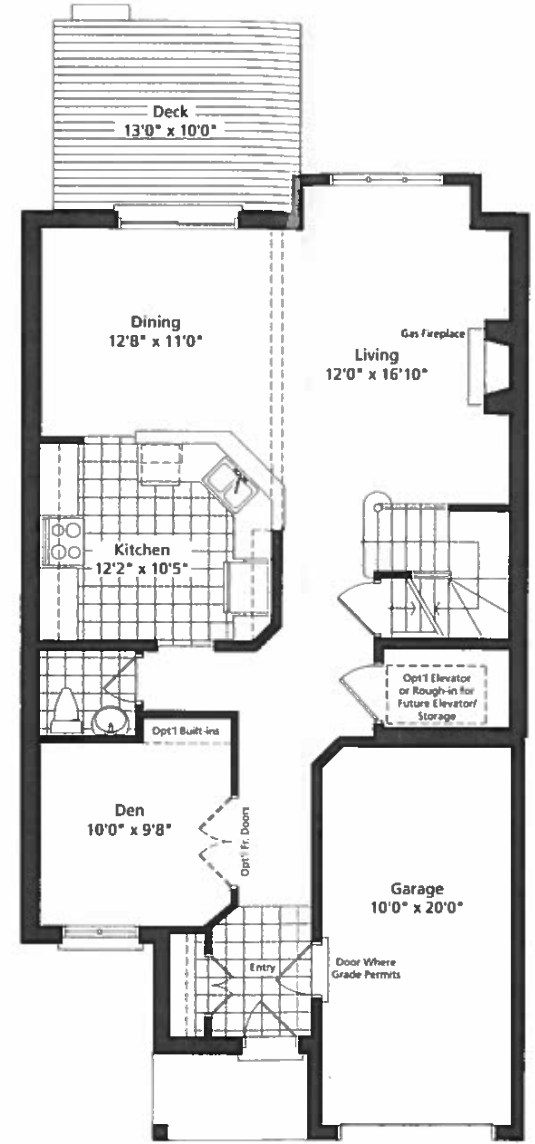 Deck
13'0" x 10'0"
Dining
12'8" x 11'0"
Gas Fireplace
Living
12'0" x 16'10"
Kitchen
12'2" x 10'5"
Opt'l Elevator
or Rough-in for
Future Elevator/
Storage
Opt'l Built-ins
Den
10'0" x 9'8"
Opt'l Fr. Doors
Garage
10'0" x 20'0"
Entry
Door Where
Grade Permits